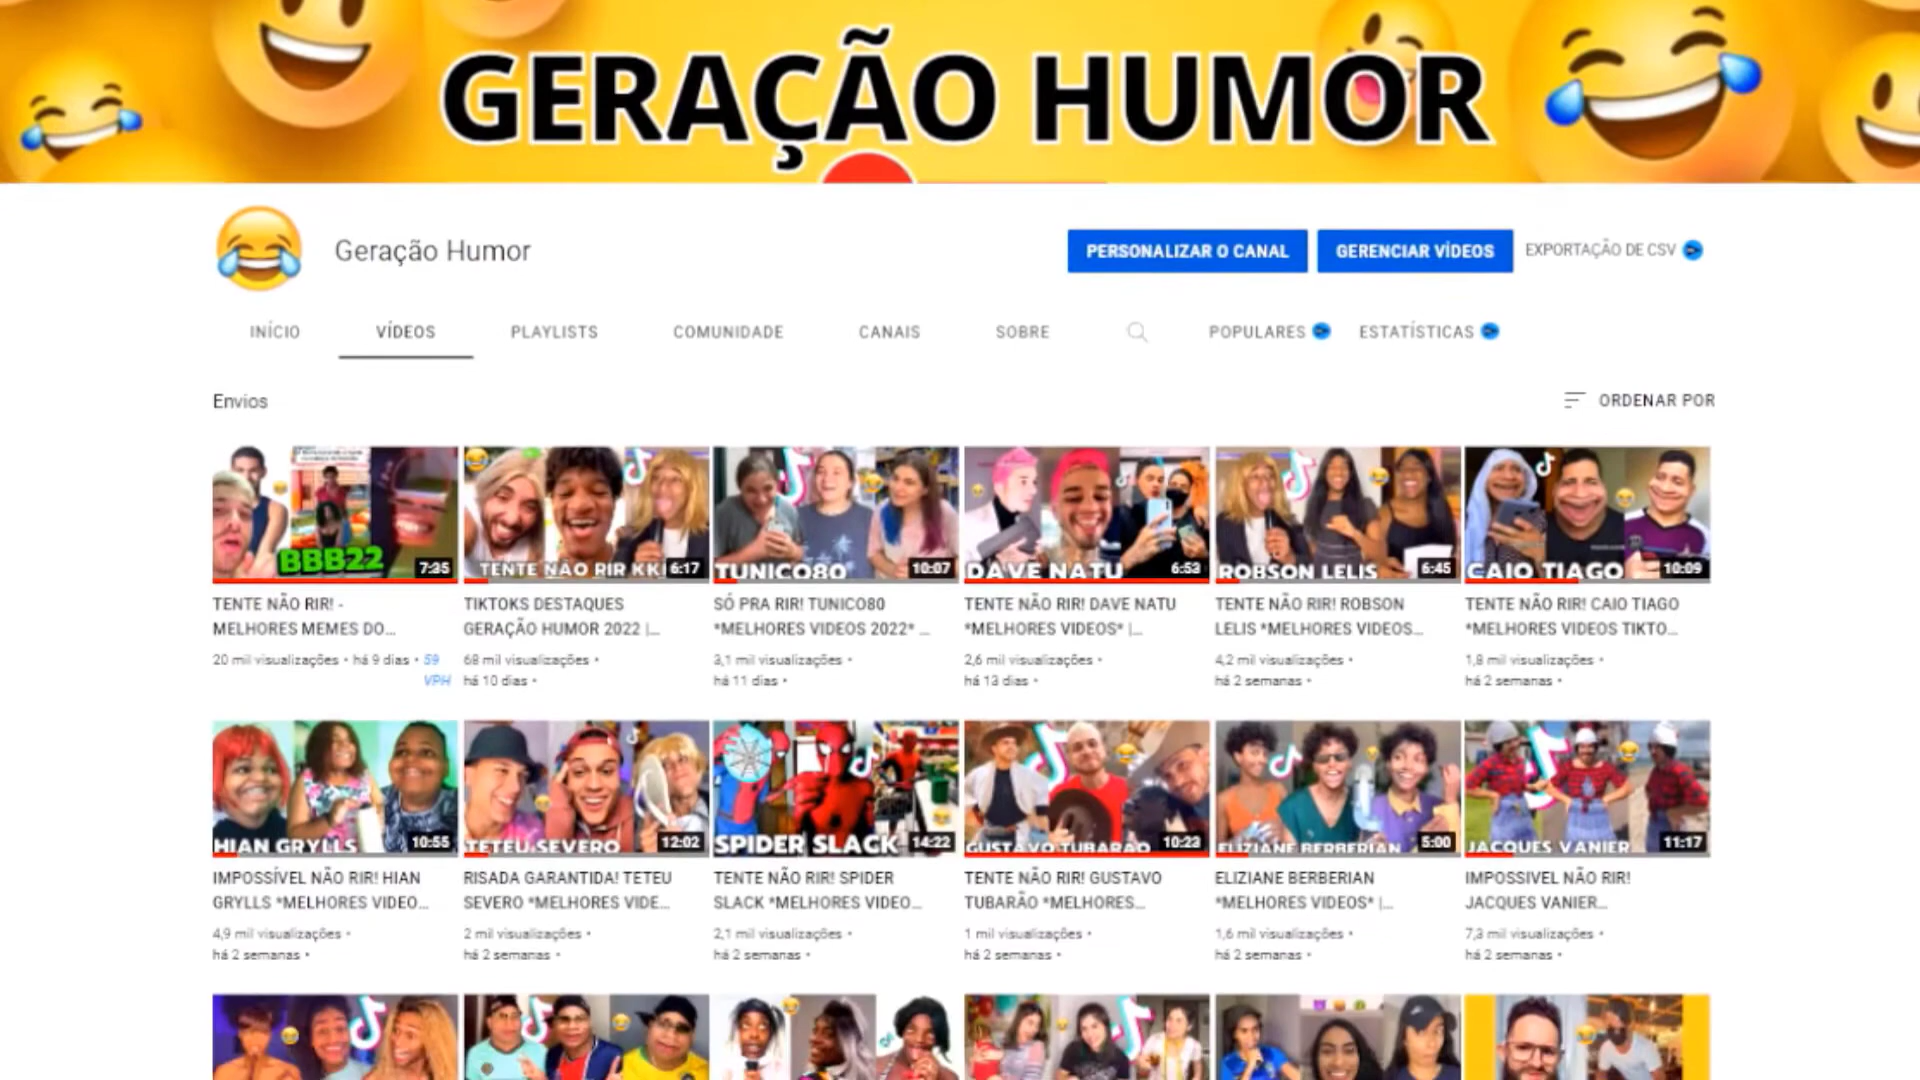 GERAÇÃO HUMOR
Geração Humor
PERSONALIZAR O CANAL
GERENCIAR VÍDEOS
EXPORTAÇÃO DE CSV
INÍCIO
VÍDEOS
PLAYLISTS
COMUNIDADE
CANAIS
SOBRE
POPULARES
ESTATÍSTICAS
Envios
ORDENAR POR
BBB22
7:35
TENTE NÃO RIR KK
6:17
TUNICO80
10:07
DAVE NATU
6:53
ROBSON LELIS
6:45
CAIO TIAGO
10:09
TENTE NÃO RIR! -
MELHORES MEMES DO...
20 mil visualizações • há 9 dias • 59
VPH
TIKTOKS DESTAQUES
GERAÇÃO HUMOR 2022 |...
68 mil visualizações •
há 10 dias •
SÓ PRA RIR! TUNICO80
*MELHORES VIDEOS 2022* ...
3,1 mil visualizações •
há 11 dias •
TENTE NÃO RIR! DAVE NATU
*MELHORES VIDEOS* |...
2,6 mil visualizações •
há 13 dias •
TENTE NÃO RIR! ROBSON
LELIS *MELHORES VIDEOS...
4,2 mil visualizações •
há 2 semanas •
TENTE NÃO RIR! CAIO TIAGO
*MELHORES VIDEOS TIKTO...
1,8 mil visualizações •
há 2 semanas •
HIAN GRYLLS
10:55
TETEU SEVERO
12:02
SPIDER SLACK
14:22
GUSTAVO TUBARÃO
10:23
ELIZIANE BERBERIAN
5:00
JACQUES VANIER
11:17
IMPOSSÍVEL NÃO RIR! HIAN
GRYLLS *MELHORES VIDEO...
4,9 mil visualizações •
há 2 semanas •
RISADA GARANTIDA! TETEU
SEVERO *MELHORES VIDE...
2 mil visualizações •
há 2 semanas •
TENTE NÃO RIR! SPIDER
SLACK *MELHORES VIDEO...
2,1 mil visualizações •
há 2 semanas •
TENTE NÃO RIR! GUSTAVO
TUBARÃO *MELHORES...
1 mil visualizações •
há 2 semanas •
ELIZIANE BERBERIAN
*MELHORES VIDEOS* |...
1,6 mil visualizações •
há 2 semanas •
IMPOSSIVEL NÃO RIR!
JACQUES VANIER...
7,3 mil visualizações •
há 2 semanas •